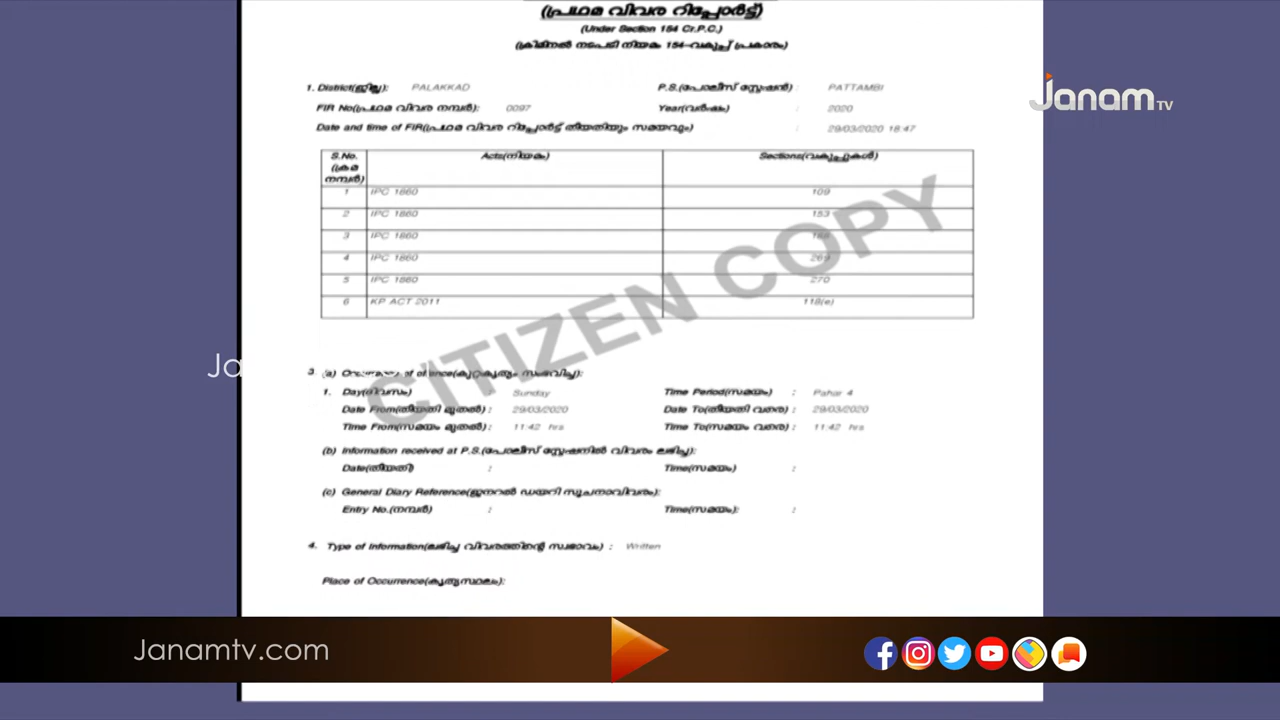 (പ്രഥമ വിവര റിപ്പോർട്ട്)
(Under Section 154 Cr.P.C.)
(ക്രിമിനൽ നടപടി നിയമം 154-വകുപ്പ് പ്രകാരം)
1. District(ജില്ല): PALAKKAD P.S.(പോലീസ് സ്റ്റേഷൻ) : PATTAMBI
FIR No(പ്രഥമ വിവര നമ്പർ): 0097 Year(വർഷം) : 2020
Date and time of FIR(പ്രഥമ വിവര റിപ്പോർട്ട് തീയതിയും സമയവും) : 29/03/2020 18:47
JanamTV
S.No. (ക്രമ നമ്പർ) Acts(നിയമം) Sections(വകുപ്പുകൾ)
1 IPC 1860 109
2 IPC 1860 153
3 IPC 1860
4 IPC 1860 269
5 IPC 1860 270
6 KP ACT 2011 118(e)
CITIZEN COPY
Ja
3 (a) of offence(കുറ്റകൃത്യം സംഭവിച്ച):
1. Day(ദിവസം) Sunday Time Period(സമയം) : Pahar 4
Date From(തീയതി മുതൽ) : 29/03/2020 Date To(തീയതി വരെ) : 29/03/2020
Time From(സമയം മുതൽ) : 11:42 hrs Time To(സമയം വരെ) : 11:42 hrs
(b) Information received at P.S.(പോലീസ് സ്റ്റേഷനിൽ വിവരം ലഭിച്ച):
Date(തീയതി) : Time(സമയം) :
(c) General Diary Reference(ജനറൽ ഡയറി സൂചനാവിവരം):
Entry No.(നമ്പർ) : Time(സമയം): :
4. Type of Information(ലഭിച്ച വിവരത്തിന്റെ സ്വഭാവം) : Written
Place of Occurrence(കൃത്യസ്ഥലം):
Janamtv.com